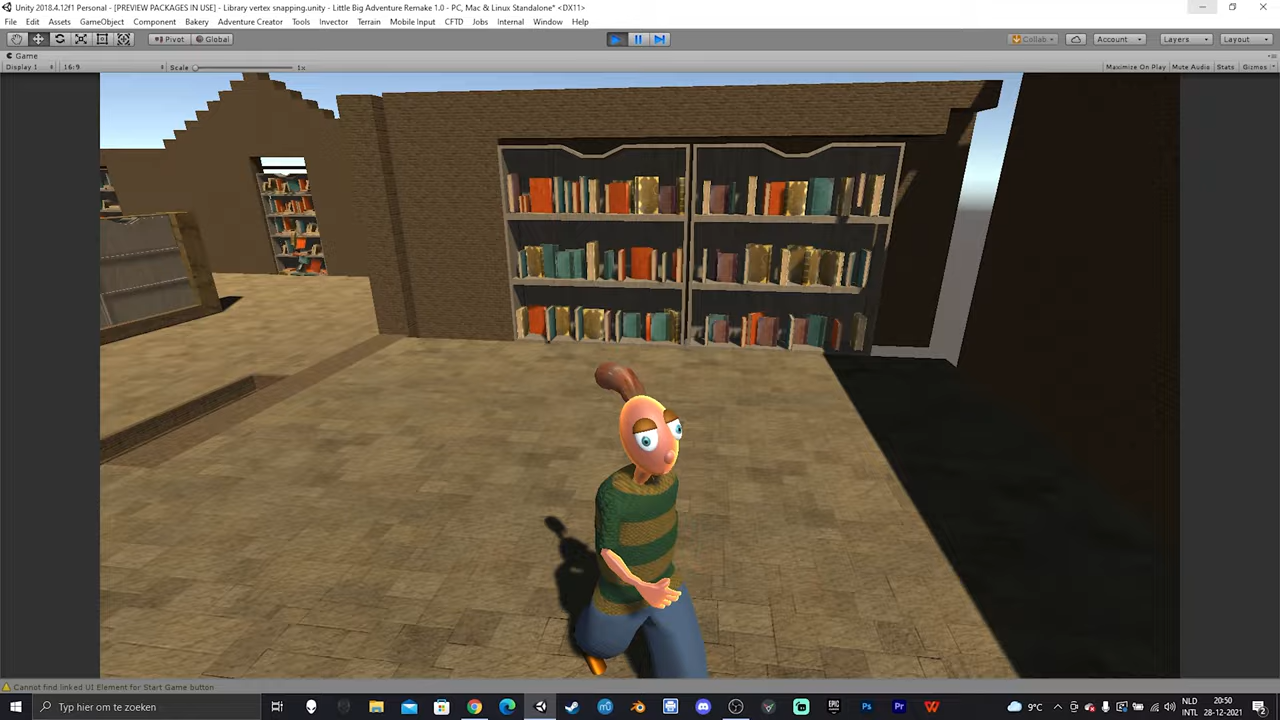 Unity 2018.4.12f1 Personal - [PREVIEW PACKAGES IN USE] - Library vertex snapping.unity - Little Big Adventure Remake 1.0 - PC, Mac & Linux Standalone* <DX11>
File Edit Assets GameObject Component Bakery Adventure Creator Tools Invector Terrain Mobile Input CFTD Jobs Internal Window Help
Pivot Global Collab Account Layers Layout
Game
Display 1 16:9 Scale 1x Maximize On Play Mute Audio Stats Gizmos
Cannot find linked UI Element for Start Game button
Typ hier om te zoeken
9°C
NLD
INTL
20:50
28-12-2021